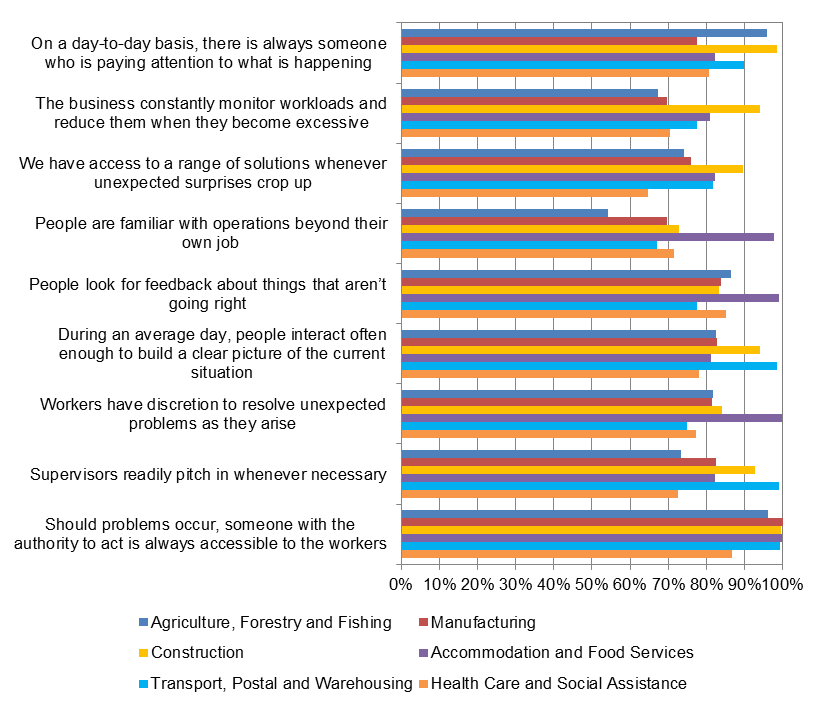 On a day-to-day basis, there is always someone
who is paying attention to what is happening
The business constantly monitor workloads and
reduce them when they become excessive
We have access to a range of solutions whenever
unexpected surprises crop up
People are familiar with operations beyond their
own job
People look for feedback about things that aren't
going right
During an average day, people interact often
enough to build a clear picture of the current
situation
Workers have discretion to resolve unexpected
problems as they arise
Supervisors readily pitch in whenever necessary
Should problems occur, someone with the
authority to act is always accessible to the workers
0% 10% 20% 30% 40% 50% 60% 70% 80% 90%100%
Agriculture, Forestry and Fishing Manufacturing
Construction Accommodation and Food Services
Transport, Postal and Warehousing Health Care and Social Assistance